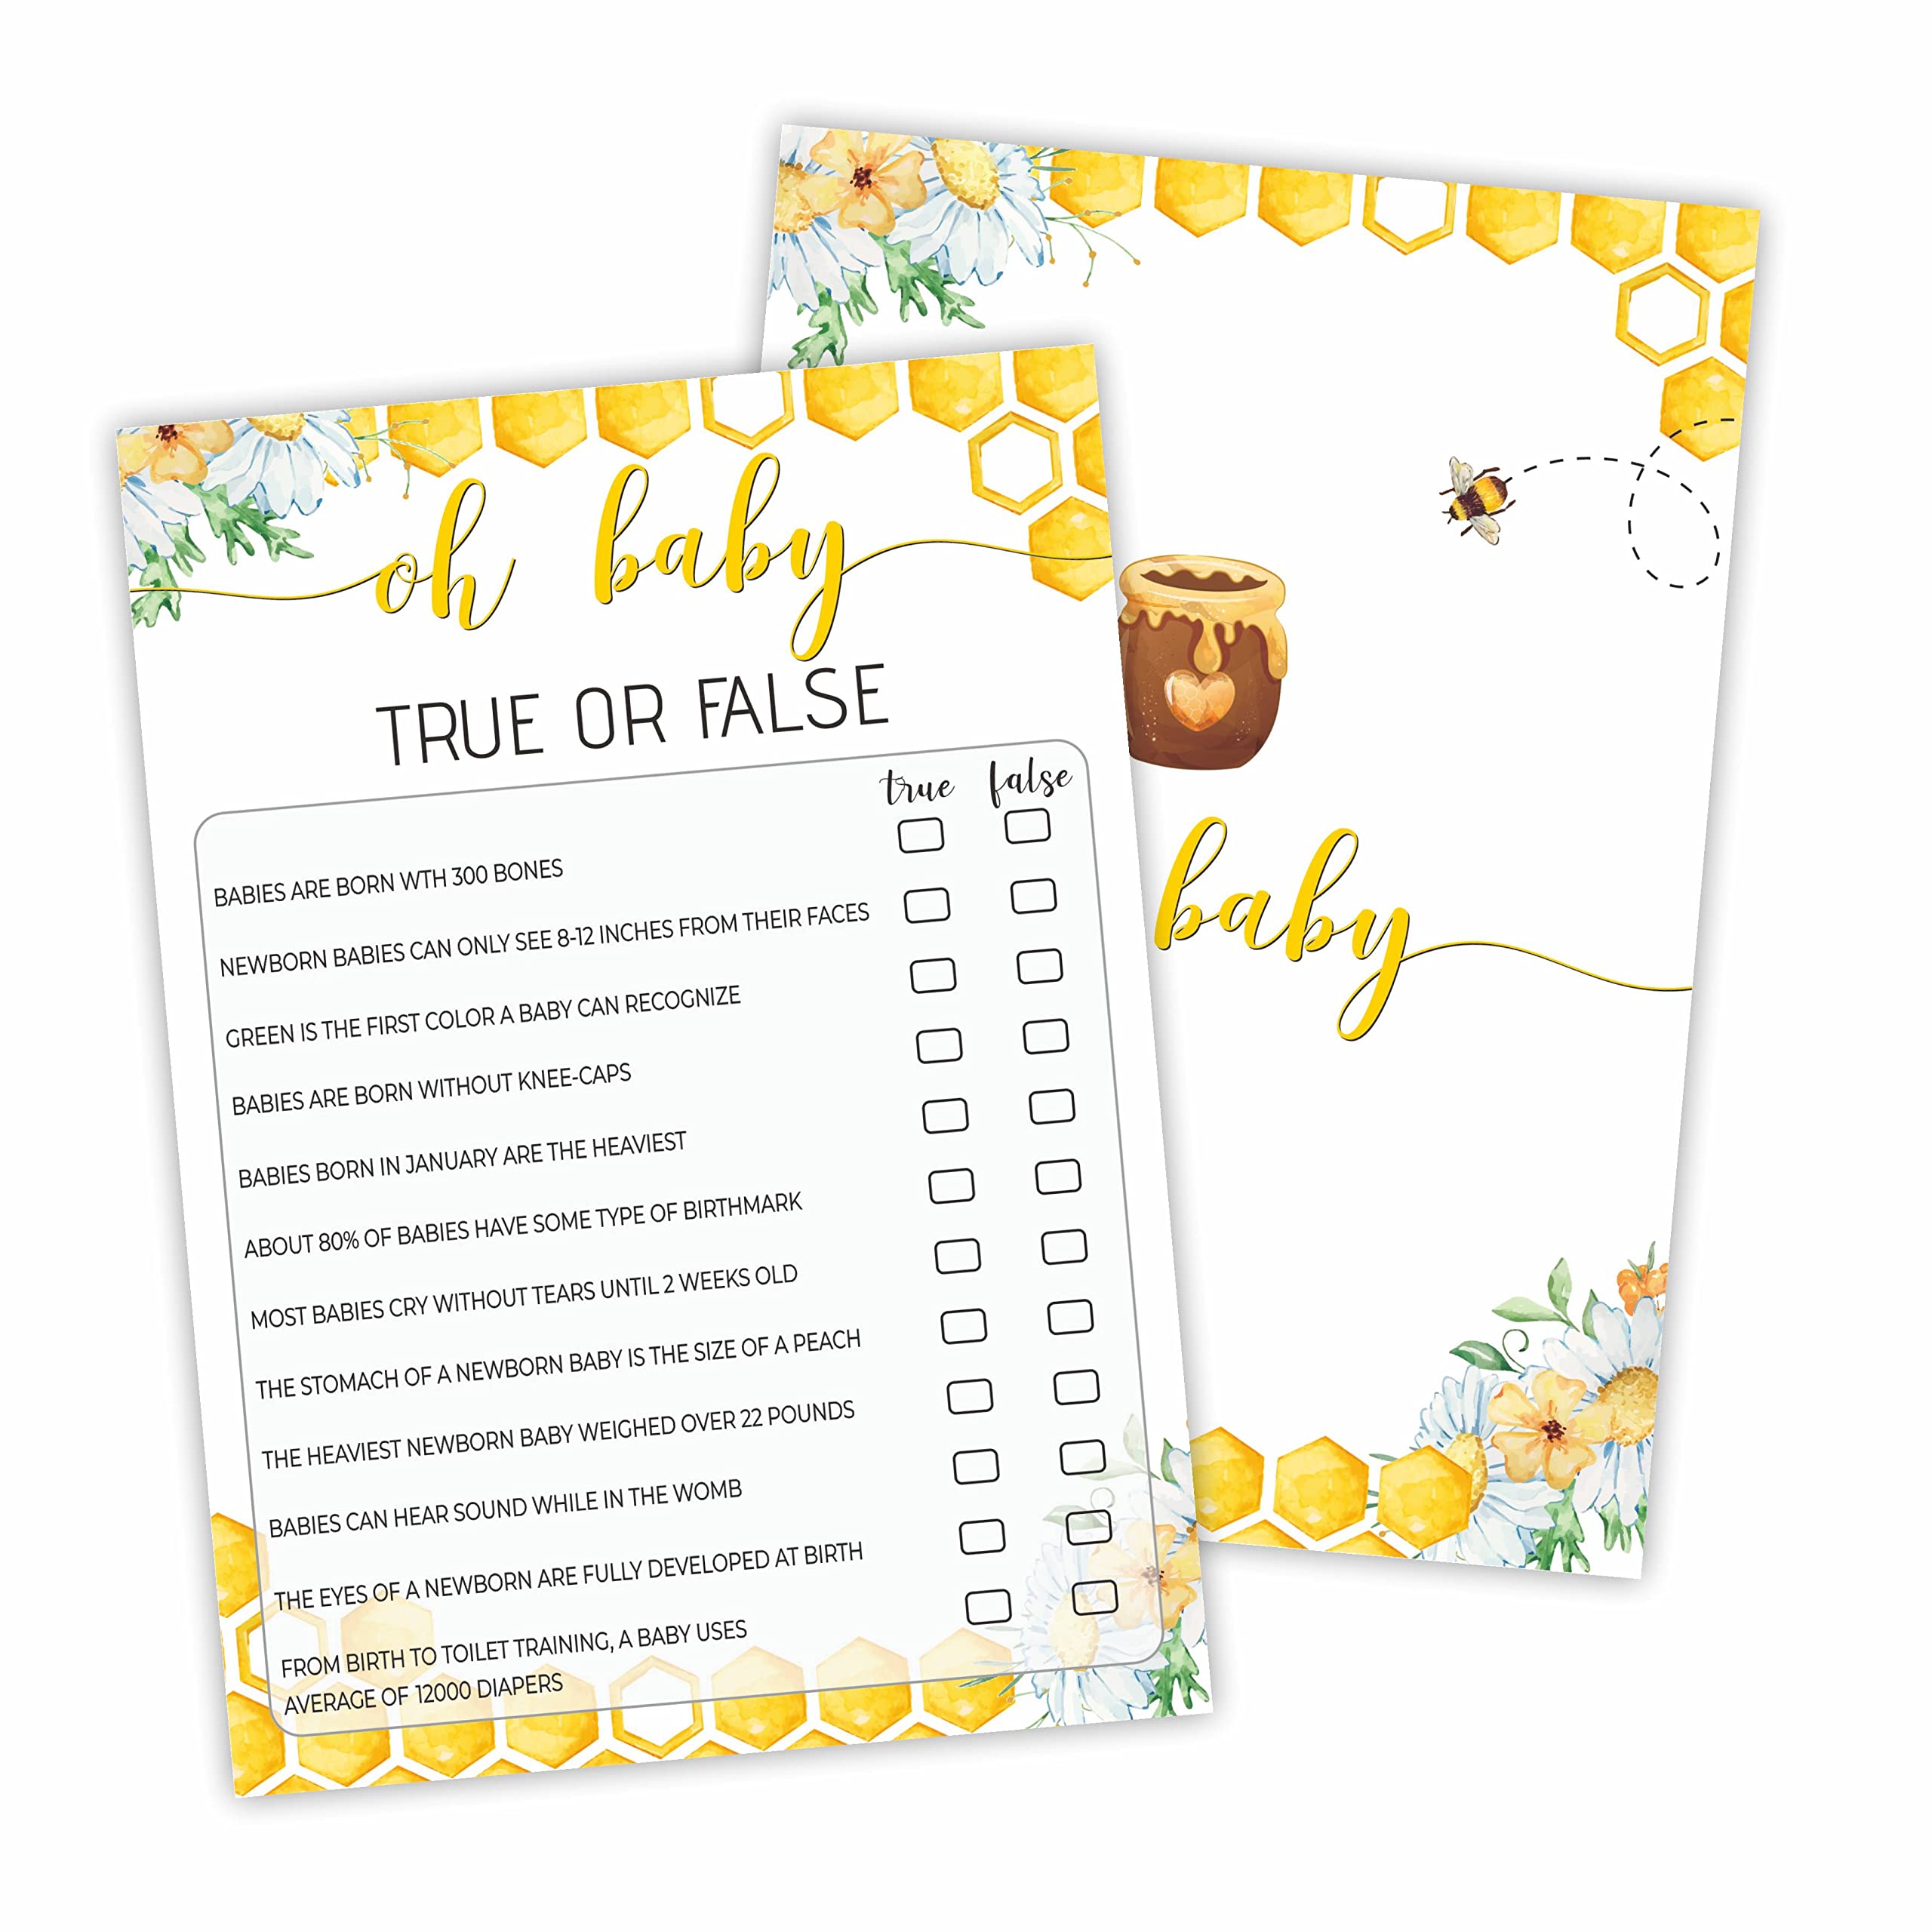 oh baby
TRUE OR FALSE
true false
BABIES ARE BORN WTH 300 BONES
NEWBORN BABIES CAN ONLY SEE 8-12 INCHES FROM THEIR FACES
GREEN IS THE FIRST COLOR A BABY CAN RECOGNIZE
BABIES ARE BORN WITHOUT KNEE-CAPS
BABIES BORN IN JANUARY ARE THE HEAVIEST
ABOUT 80% OF BABIES HAVE SOME TYPE OF BIRTHMARK
MOST BABIES CRY WITHOUT TEARS UNTIL 2 WEEKS OLD
THE STOMACH OF A NEWBORN BABY IS THE SIZE OF A PEACH
THE HEAVIEST NEWBORN BABY WEIGHED OVER 22 POUNDS
BABIES CAN HEAR SOUND WHILE IN THE WOMB
THE EYES OF A NEWBORN ARE FULLY DEVELOPED AT BIRTH
FROM BIRTH TO TOILET TRAINING, A BABY USES
AVERAGE OF 12000 DIAPERS
baby